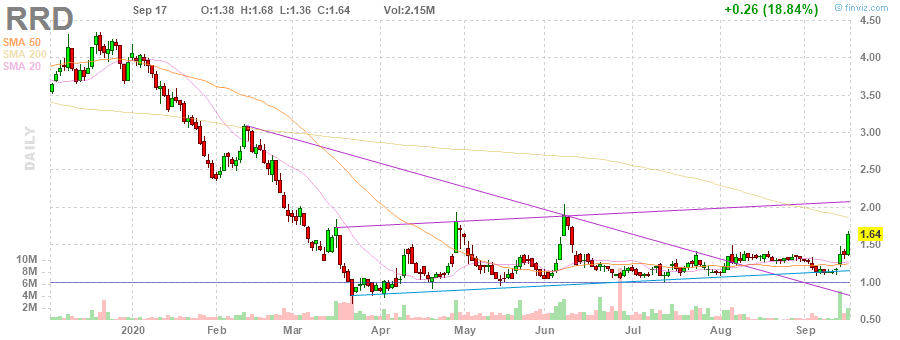 RRD
Sep 17 O:1.38 H:1.68 L:1.36 C:1.64 Vol:2.15M +0.26 (18.84%) © finviz.com
SMA 50
SMA 200
SMA 20
DAILY
4.50
4.00
3.50
3.00
2.50
2.00
1.64
1.50
1.00
0.50
10M
8M
6M
4M
2M
2020 Feb Mar Apr May Jun Jul Aug Sep